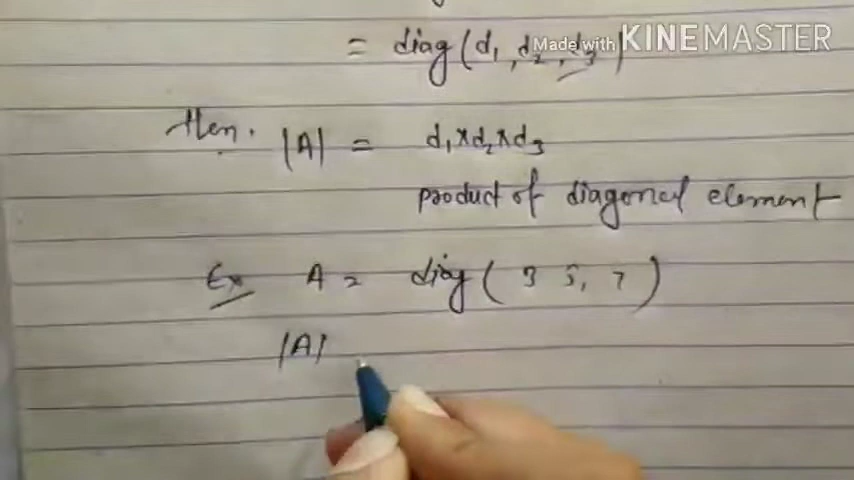 = diag(d1, d2, d3)
Made with KINEMASTER
then. |A| = d1×d2×d3
product of diagonal element
Ex A = diag( 3 5, 7 )
|A|